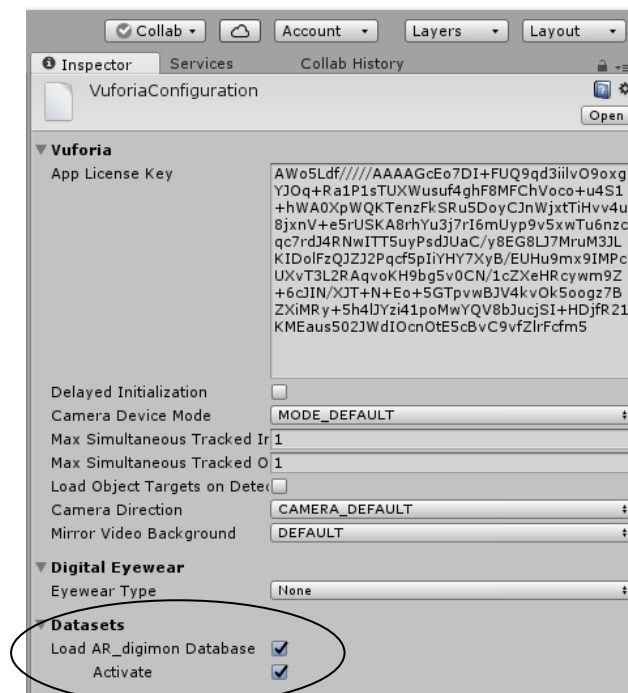 Collab
Account
Layers
Layout
Inspector
Services
Collab History
VuforiaConfiguration
Open
Vuforia
App License Key
AWo5Ldf/////AAAAGcEo7DI+FUQ9qd3iilvO9oxg
YJOq+Ra1P1sTUXWusuf4ghF8MFChVoco+u4S1
+hWA0XpWQKTenzFkSRu5DoyCJnWjxtTiHvv4u
8jxnV+e5rUSKA8rhYu3j7rI6mUyp9v5xwTu6nzc
qc7rdJ4RNwITT5uyPsdJUaC/y8EG8LJ7MruM3JL
KIDolFzQJZJ2Pqcf5pIiYHY7XyB/EUHu9mx9IMPc
UXvT3L2RAqvoKH9bg5v0CN/1cZXeHRcywm9Z
+6cJIN/XJT+N+Eo+5GTpvwBJV4kvOk5oogz7B
ZXiMRy+5h4lJYzi41poMwYQV8bJucjSI+HDjfR21
KMEaus502JWdIOcnOtE5cBvC9vfZlrFcfm5
Delayed Initialization
Camera Device Mode MODE_DEFAULT
Max Simultaneous Tracked Ir 1
Max Simultaneous Tracked O 1
Load Object Targets on Detec
Camera Direction CAMERA_DEFAULT
Mirror Video Background DEFAULT
Digital Eyewear
Eyewear Type None
Datasets
Load AR_digimon Database
Activate